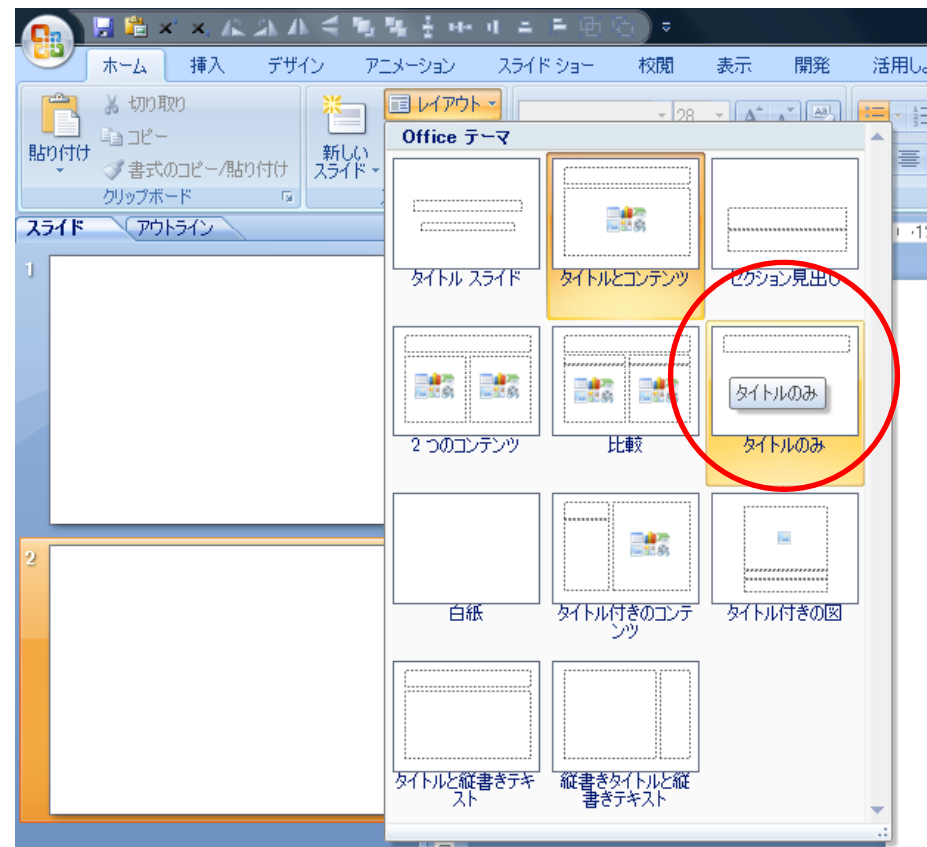 ホーム 挿入 デザイン アニメーション スライド ショー 校閲 表示 開発 活用し
切り取り
コピー
書式のコピー/貼り付け
貼り付け
クリップボード
新しい
スライド
レイアウト
28
スライド アウトライン
1
2
Office テーマ
タイトル スライド タイトルとコンテンツ セクション見出し
2 つのコンテンツ 比較 タイトルのみ
タイトルのみ
白紙 タイトル付きのコンテ
ンツ
タイトル付きの図
タイトルと縦書きテキ
スト
縦書きタイトルと縦
書きテキスト